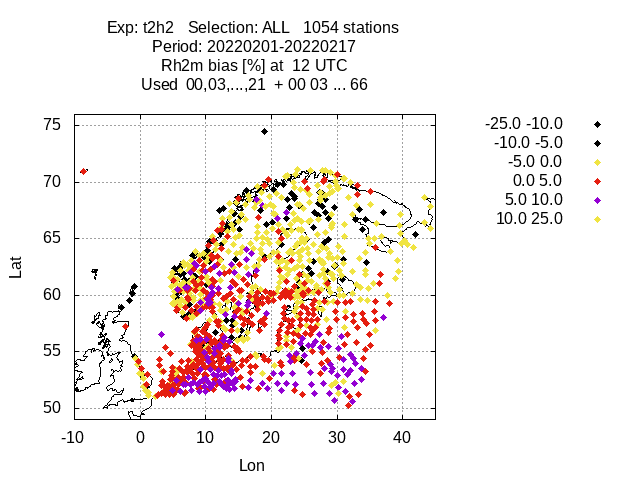 Exp: t2h2 Selection: ALL 1054 stations
Period: 20220201-20220217
Rh2m bias [%] at 12 UTC
Used 00,03,...,21 + 00 03 ... 66
-25.0 -10.0
-10.0 -5.0
-5.0 0.0
0.0 5.0
5.0 10.0
10.0 25.0
75
70
65
60
55
50
Lat
-10 0 10 20 30 40
Lon